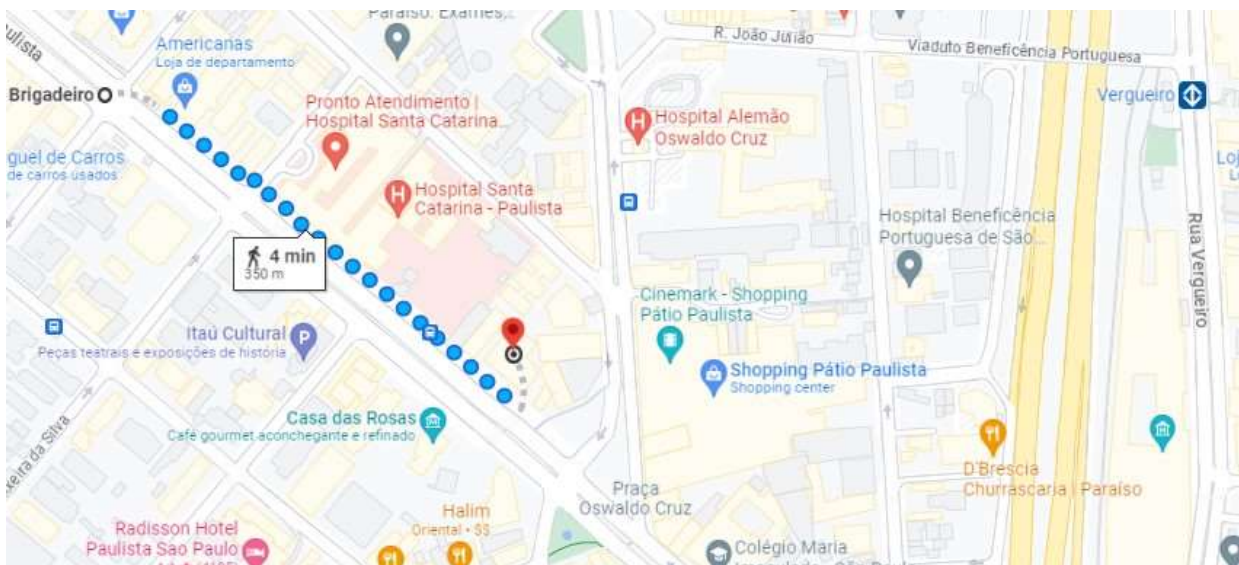 Paraíso. Exames...
R. João Julião
Viaduto Beneficência Portuguesa
Americanas
Loja de departamento
Brigadeiro
Vergueiro
Pronto Atendimento |
Hospital Santa Catarina...
Hospital Alemão
Oswaldo Cruz
guel de Carros
de carros usados
Hospital Santa
Catarina - Paulista
Hospital Beneficência
Portuguesa de São...
Rua Vergueiro
4 min
350 m
Cinemark - Shopping
Pátio Paulista
Itaú Cultural
Peças teatrais e exposições de história
Shopping Pátio Paulista
Shopping center
Casa das Rosas
Café gourmet aconchegante e refinado
xeira da Silva
D'Brescia
Churrascaria | Paraíso
Praça
Oswaldo Cruz
Halim
Oriental • $$
Radisson Hotel
Paulista Sao Paulo
Colégio Maria